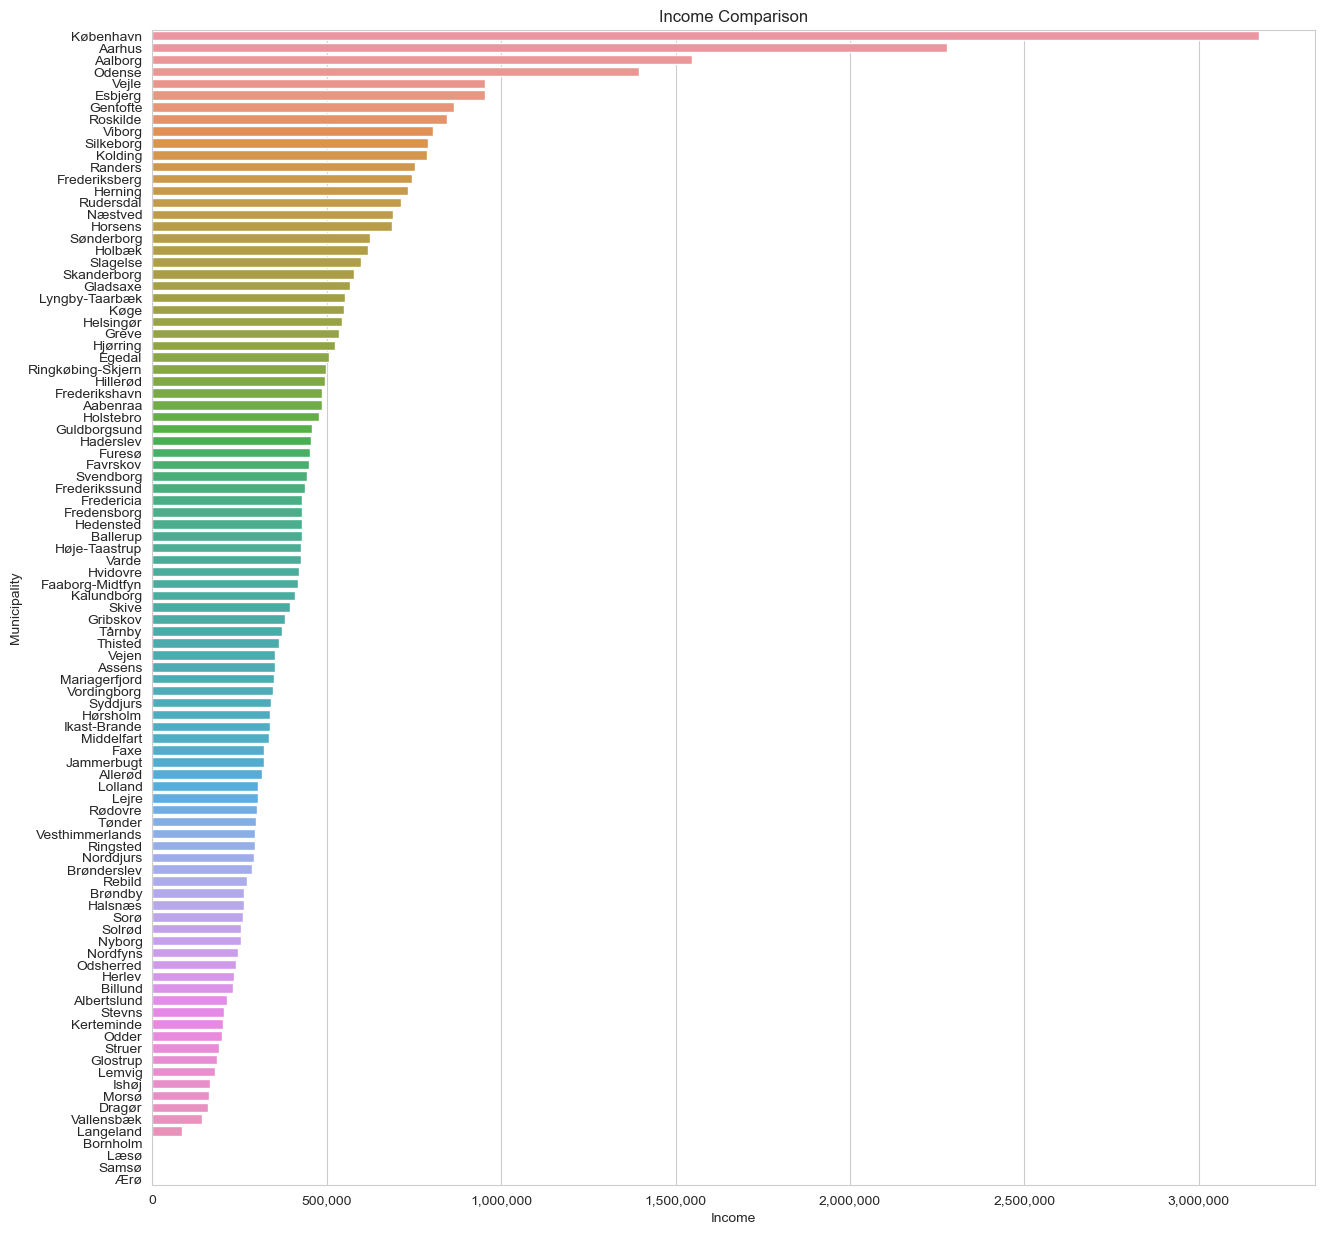 Income Comparison
København
Aarhus
Aalborg
Odense
Vejle
Esbjerg
Gentofte
Roskilde
Viborg
Silkeborg
Kolding
Randers
Frederiksberg
Herning
Rudersdal
Næstved
Horsens
Sønderborg
Holbæk
Slagelse
Skanderborg
Gladsaxe
Lyngby-Taarbæk
Køge
Helsingør
Greve
Hjørring
Egedal
Ringkøbing-Skjern
Hillerød
Frederikshavn
Aabenraa
Holstebro
Guldborgsund
Haderslev
Furesø
Favrskov
Svendborg
Frederikssund
Fredericia
Fredensborg
Hedensted
Ballerup
Høje-Taastrup
Varde
Hvidovre
Faaborg-Midtfyn
Kalundborg
Skive
Gribskov
Tårnby
Thisted
Vejen
Assens
Mariagerfjord
Vordingborg
Syddjurs
Hørsholm
Ikast-Brande
Middelfart
Faxe
Jammerbugt
Allerød
Lolland
Lejre
Rødovre
Tønder
Vesthimmerlands
Ringsted
Norddjurs
Brønderslev
Rebild
Brøndby
Halsnæs
Sorø
Solrød
Nyborg
Nordfyns
Odsherred
Herlev
Billund
Albertslund
Stevns
Kerteminde
Odder
Struer
Glostrup
Lemvig
Ishøj
Morsø
Dragør
Vallensbæk
Langeland
Bornholm
Læsø
Samsø
Ærø
Municipality
0 500,000 1,000,000 1,500,000 2,000,000 2,500,000 3,000,000
Income